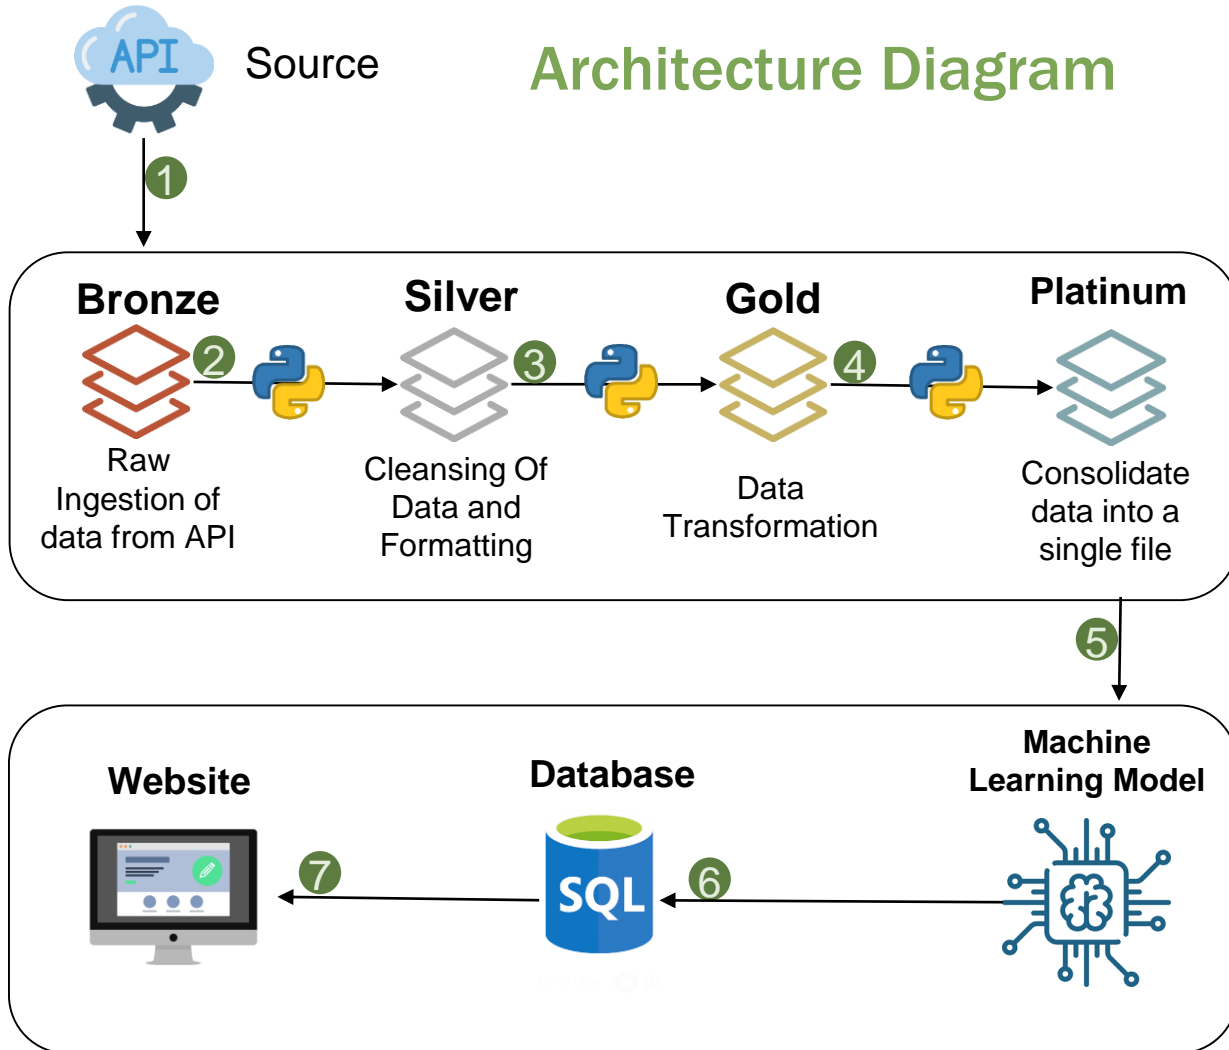 API
Source
Architecture Diagram
1
Bronze
Silver
Gold
Platinum
2
3
4
Raw
Ingestion of
data from API
Cleansing Of
Data and
Formatting
Data
Transformation
Consolidate
data into a
single file
5
Website
Database
Machine
Learning Model
7
SQL
6